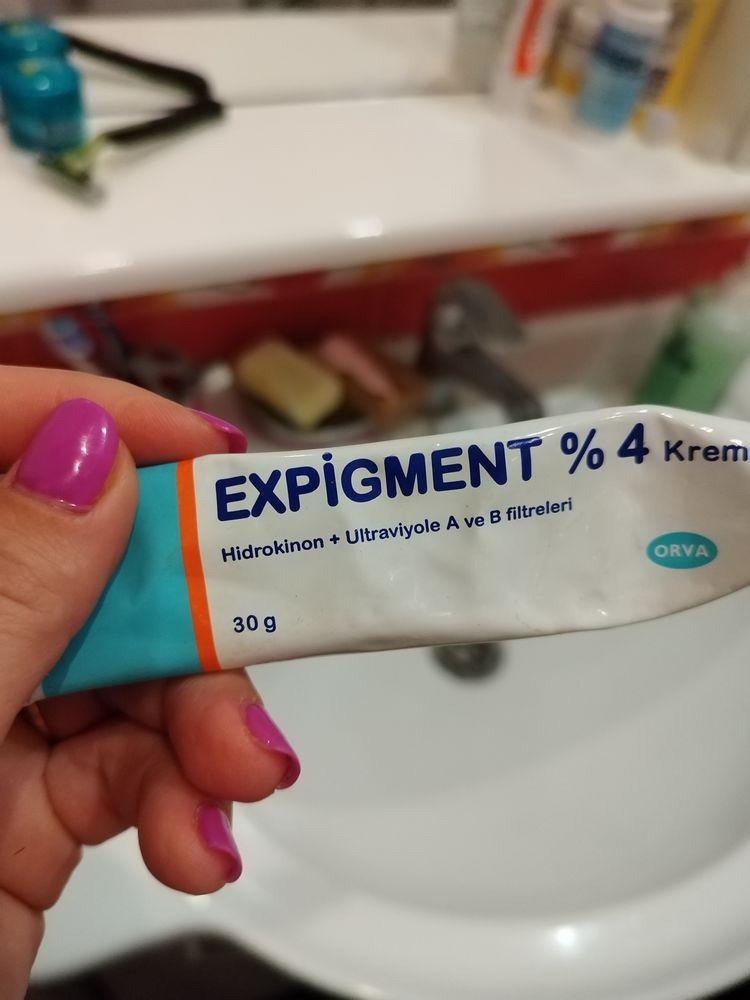 EXPİGMENT % 4 Krem
Hidrokinon + Ultraviyole A ve B filtreleri
ORVA
30 g